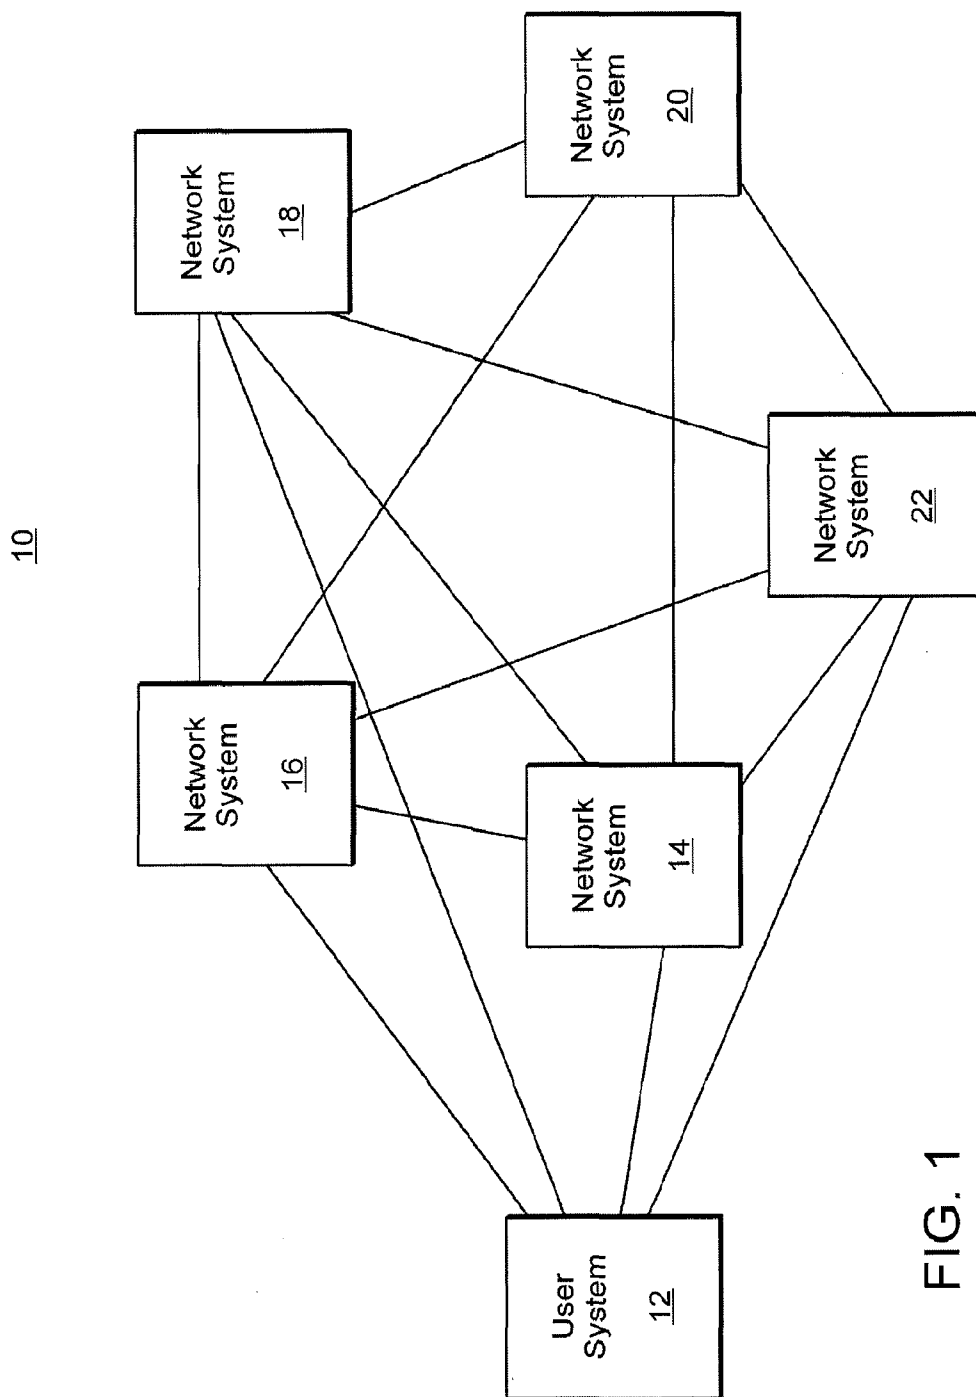 10
Network
System
16
Network
System
18
User
System
12
Network
System
14
Network
System
20
Network
System
22
FIG. 1